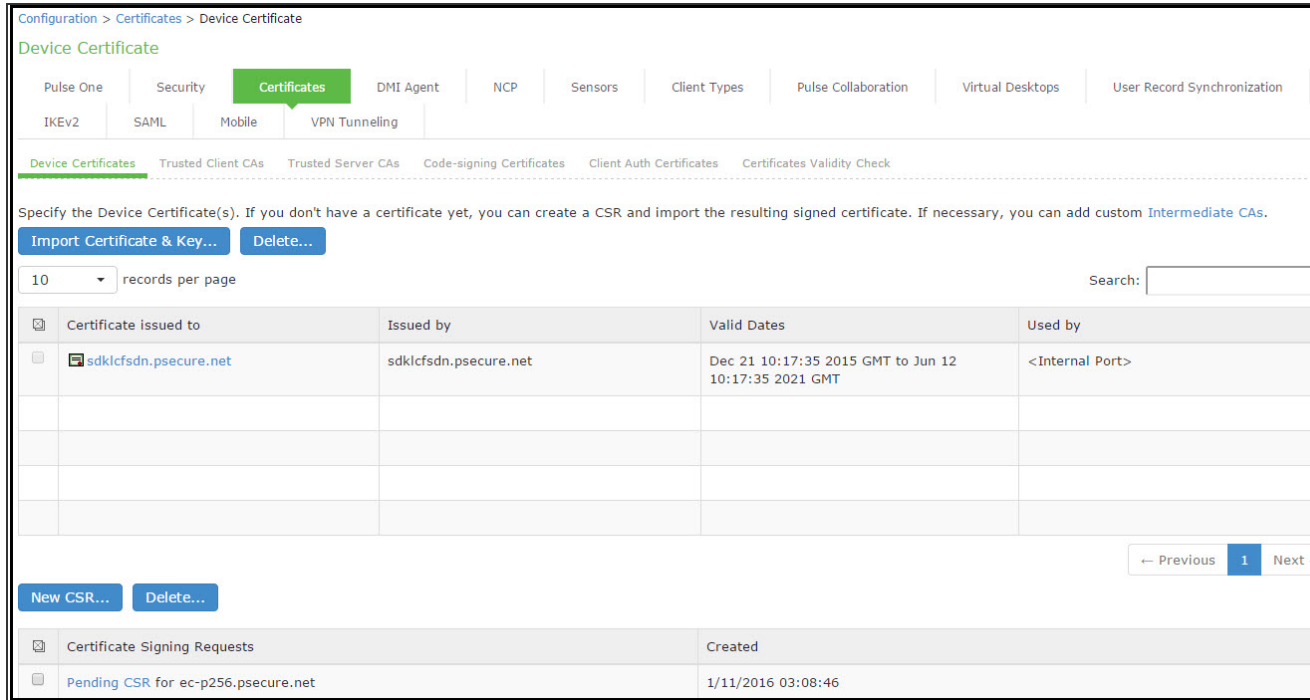 Configuration > Certificates > Device Certificate
Device Certificate
Pulse One Security Certificates DMI Agent NCP Sensors Client Types Pulse Collaboration Virtual Desktops User Record Synchronization
IKEv2 SAML Mobile VPN Tunneling
Device Certificates Trusted Client CAs Trusted Server CAs Code-signing Certificates Client Auth Certificates Certificates Validity Check
Specify the Device Certificate(s). If you don't have a certificate yet, you can create a CSR and import the resulting signed certificate. If necessary, you can add custom Intermediate CAs.
Import Certificate & Key... Delete...
10 records per page Search:
Certificate issued to Issued by Valid Dates Used by
sdklcfsdn.psecure.net sdklcfsdn.psecure.net Dec 21 10:17:35 2015 GMT to Jun 12 <Internal Port>
10:17:35 2021 GMT
← Previous 1 Next
New CSR... Delete...
Certificate Signing Requests Created
Pending CSR for ec-p256.psecure.net 1/11/2016 03:08:46